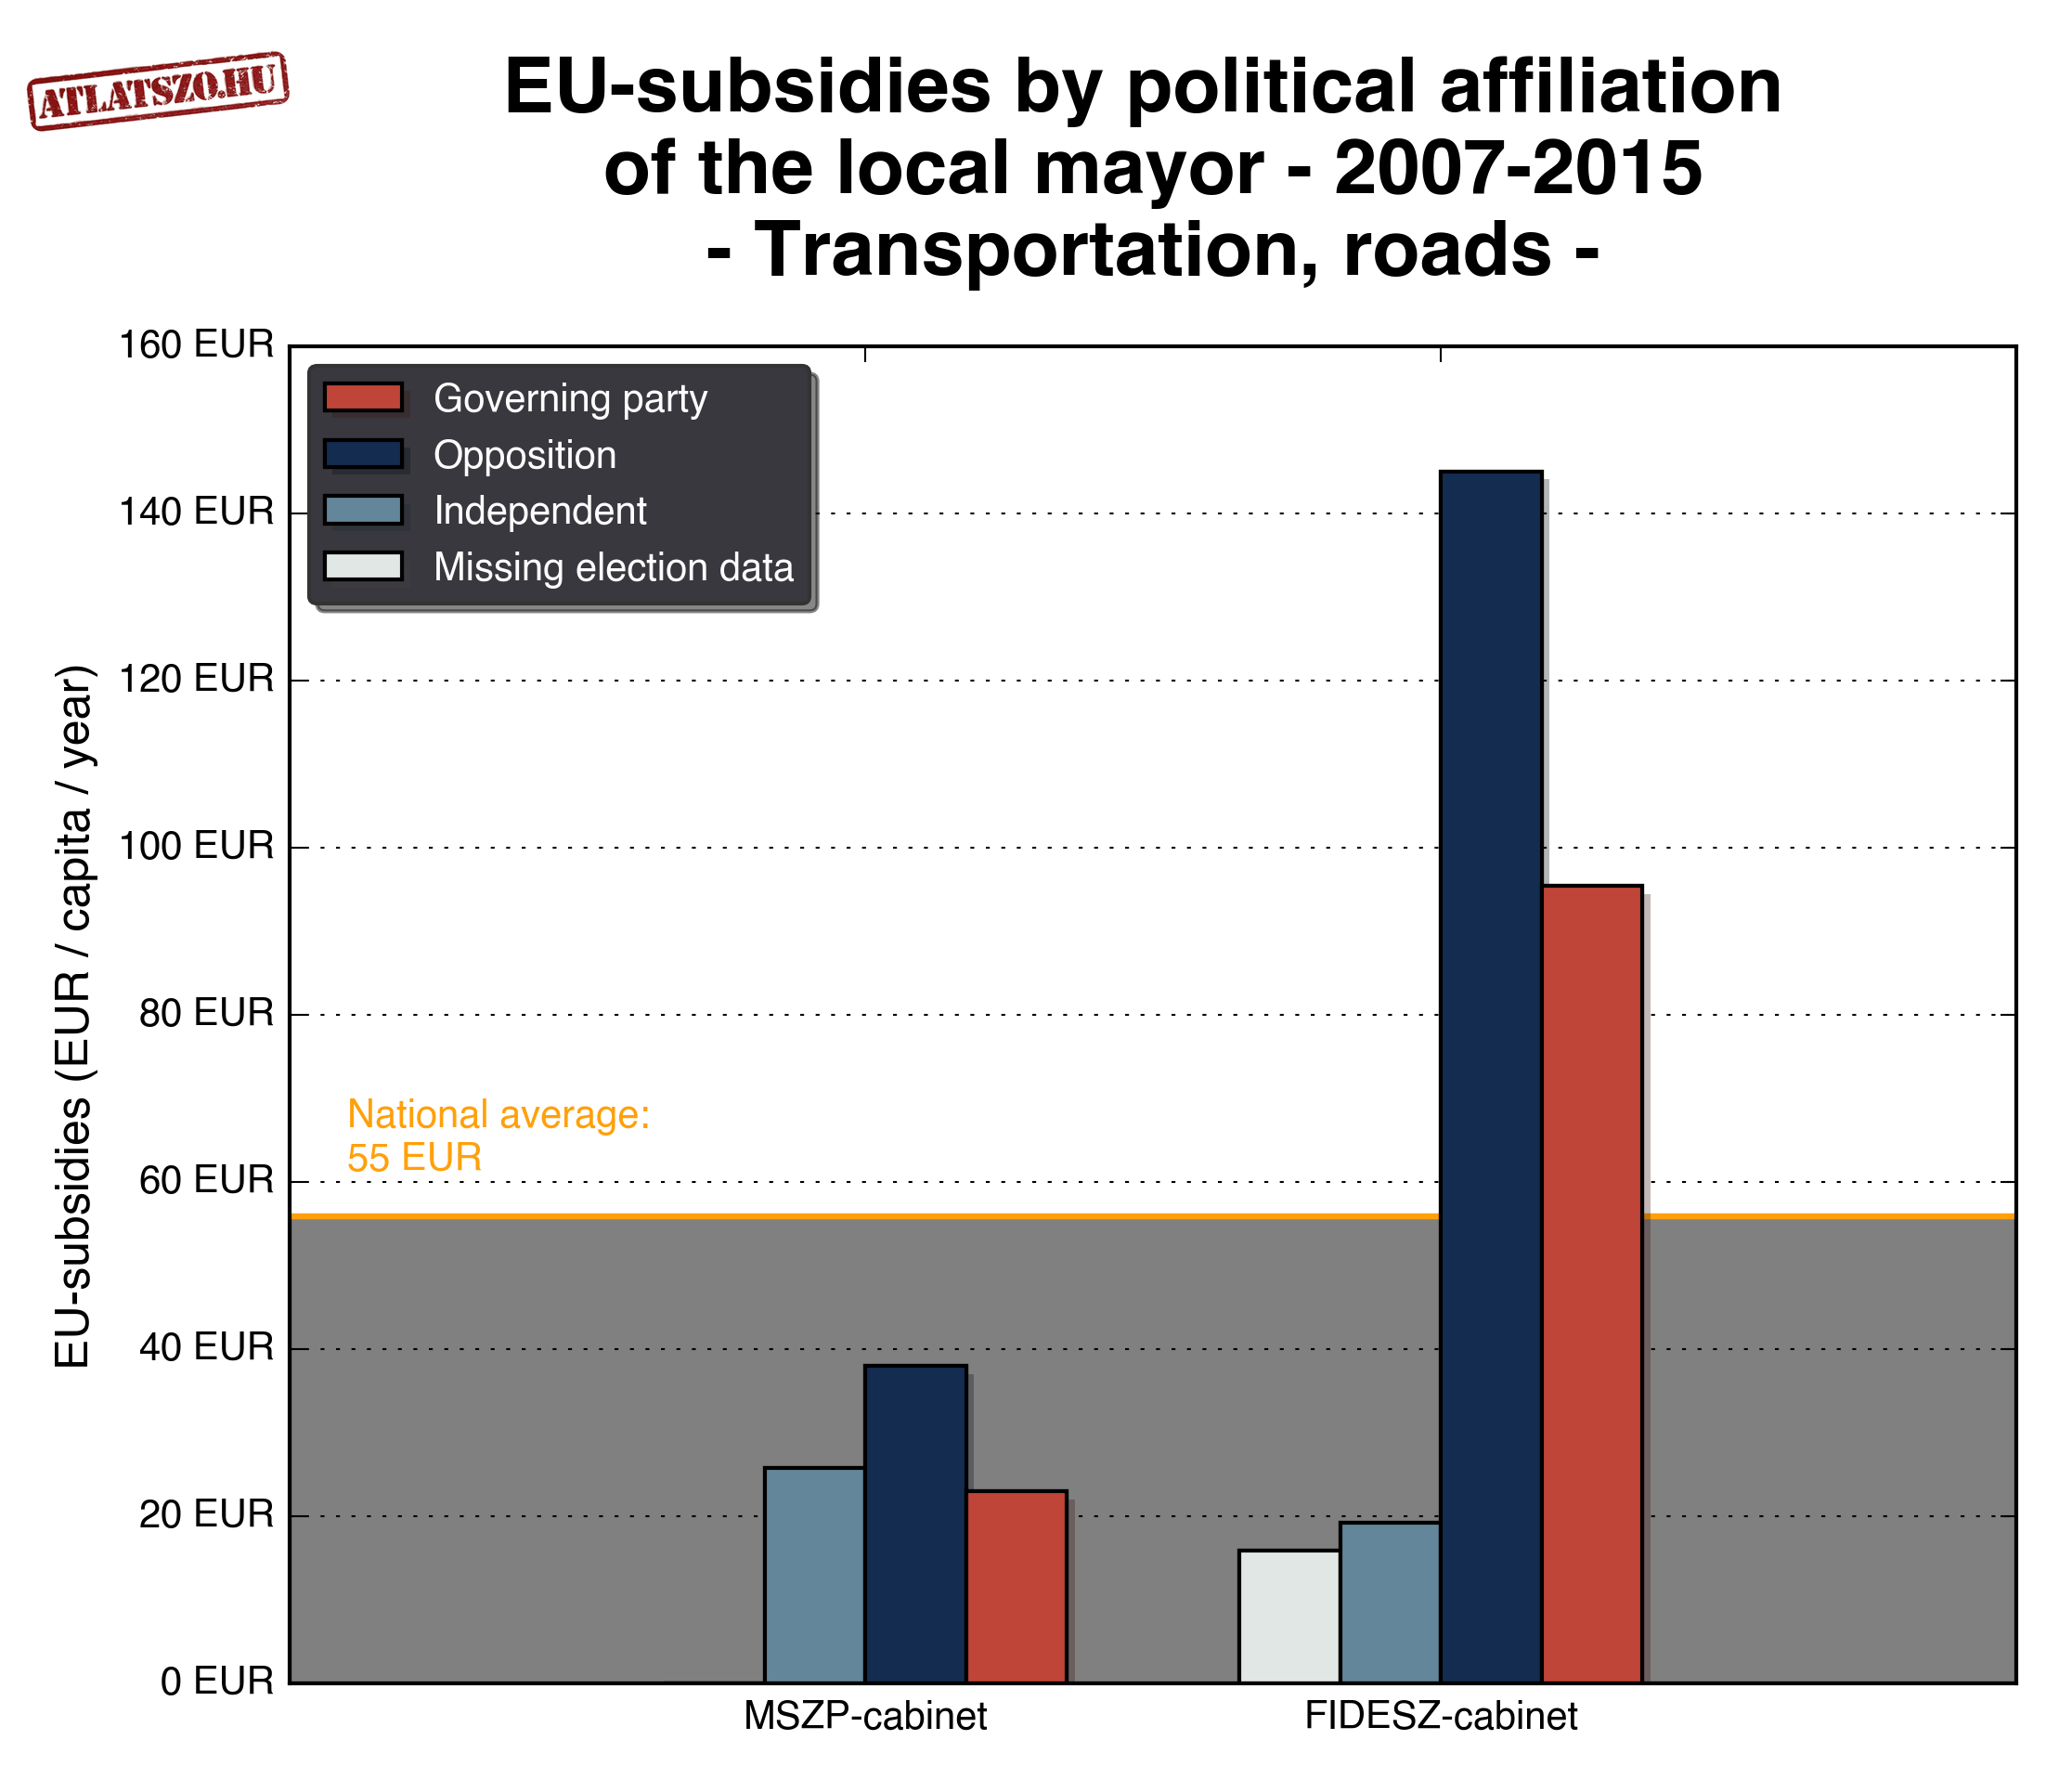 ATLATSZO.HU
EU-subsidies by political affiliation
of the local mayor - 2007-2015
- Transportation, roads -
EU-subsidies (EUR / capita / year)
160 EUR
140 EUR
120 EUR
100 EUR
80 EUR
60 EUR
40 EUR
20 EUR
0 EUR
Governing party
Opposition
Independent
Missing election data
National average:
55 EUR
MSZP-cabinet
FIDESZ-cabinet